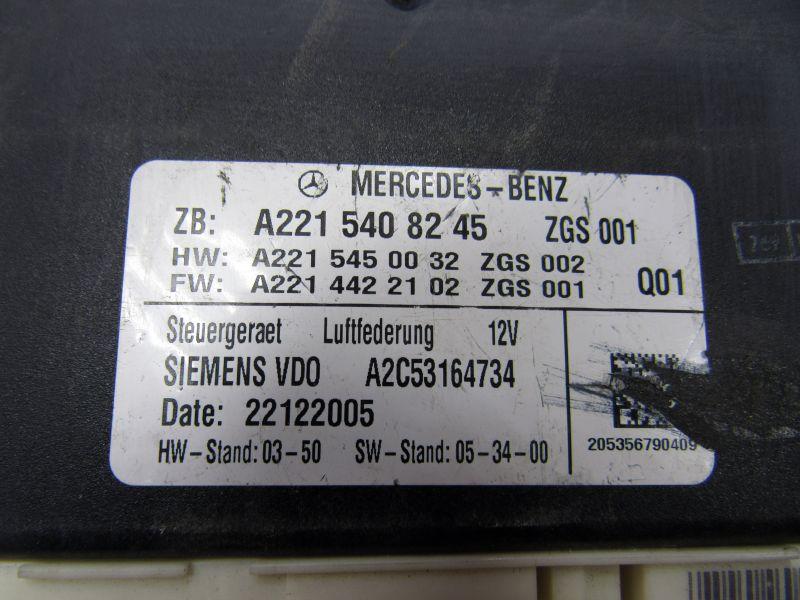 MERCEDES-BENZ
ZB: A221 540 82 45 ZGS 001
HW: A221 545 00 32 ZGS 002
FW: A221 442 21 02 ZGS 001 Q01
Steuergeraet Luftfederung 12V
SIEMENS VDO A2C53164734
Date: 22122005
HW-Stand: 03-50 SW-Stand: 05-34-00
205356790409